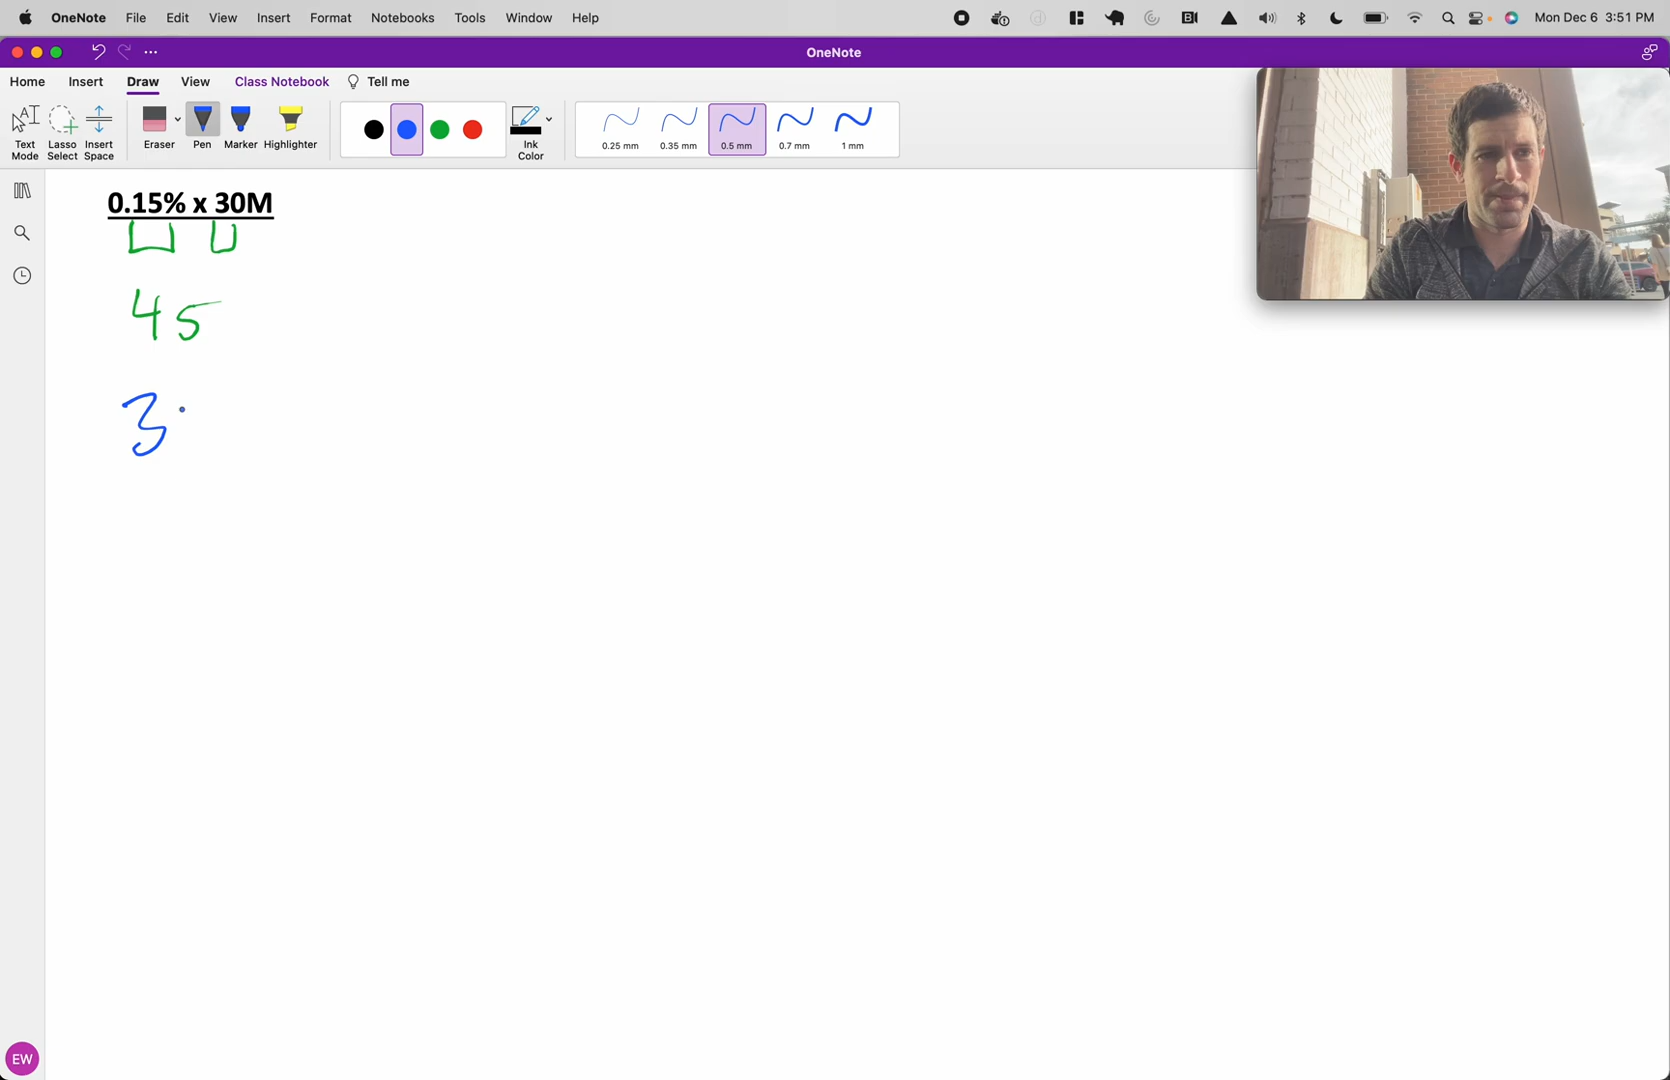 OneNote File Edit View Insert Format Notebooks Tools Window Help Mon Dec 6 3:51 PM
OneNote
Home Insert Draw View Class Notebook Tell me
Text Mode Lasso Select Insert Space Eraser Pen Marker Highlighter Ink Color 0.25 mm 0.35 mm 0.5 mm 0.7 mm 1 mm
0.15% x 30M
45
3
EW